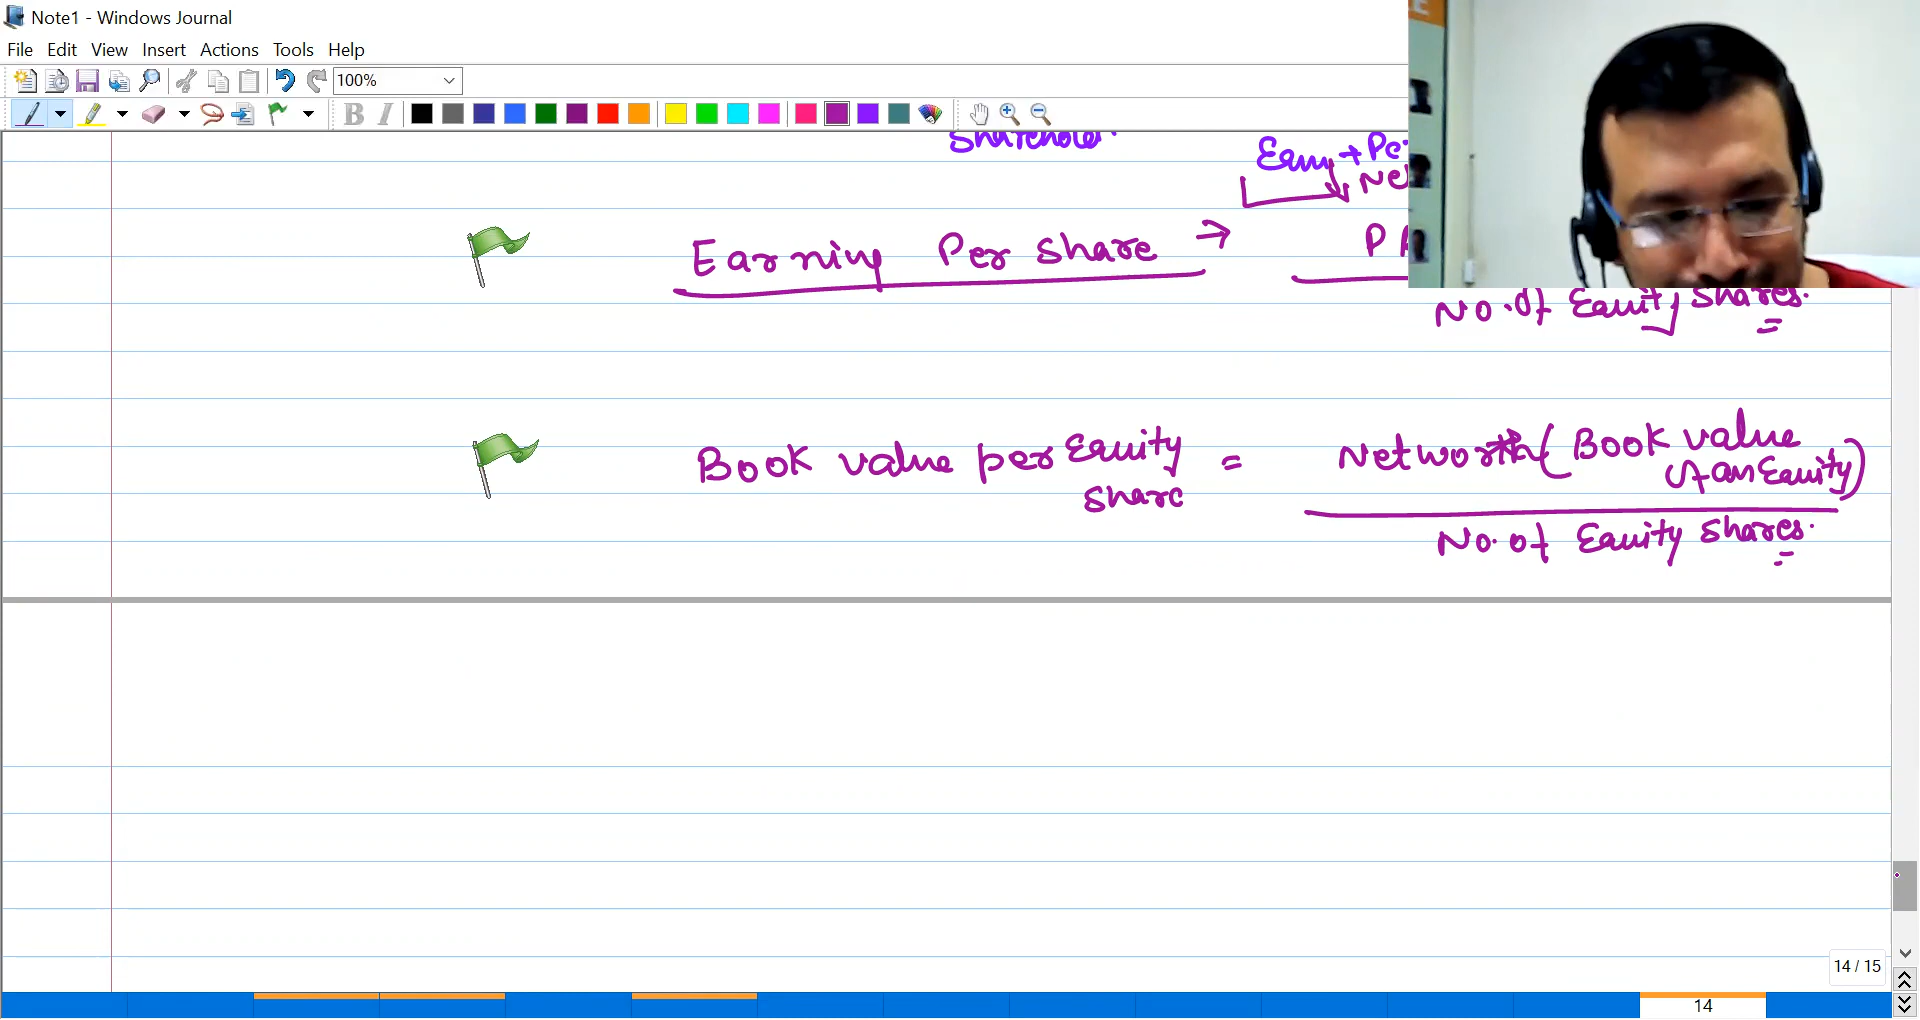 Note1 - Windows Journal
File Edit View Insert Actions Tools Help
100%
B I
Shareholder.
Earning Per Share →
No. of Equity Shares.
Book value per Equity Share = Networth (Book value of an Equity)
No. of Equity Shares.
14 / 15
14